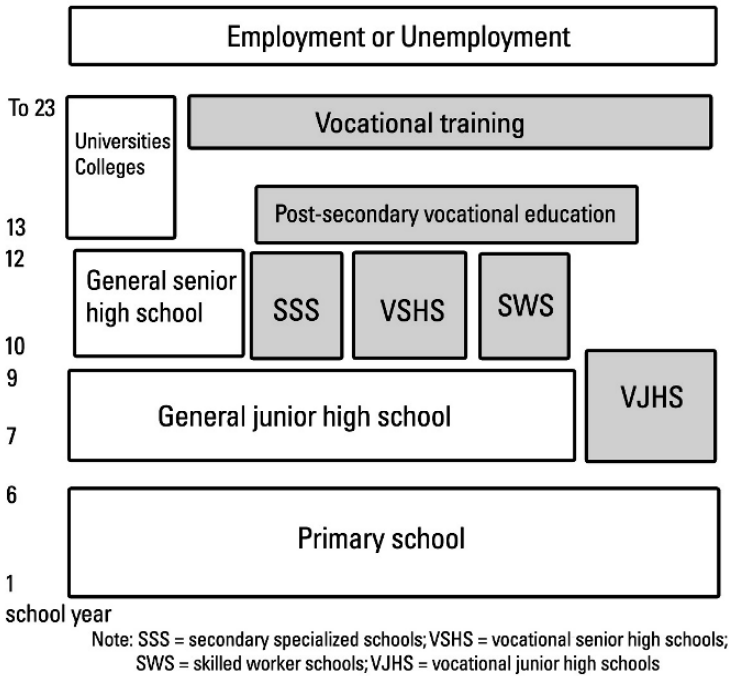 Employment or Unemployment
To 23
Universities
Colleges
Vocational training
13
Post-secondary vocational education
12
General senior
high school
SSS
VSHS
SWS
10
9
General junior high school
VJHS
7
6
Primary school
1
school year
Note: SSS = secondary specialized schools; VSHS = vocational senior high schools;
SWS = skilled worker schools; VJHS = vocational junior high schools